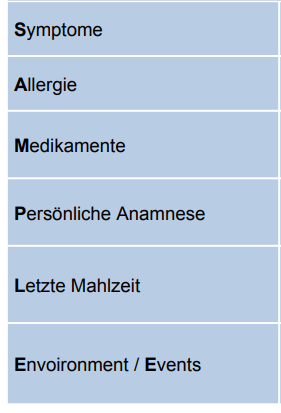 Symptome
Allergie
Medikamente
Persönliche Anamnese
Letzte Mahlzeit
Envoironment / Events